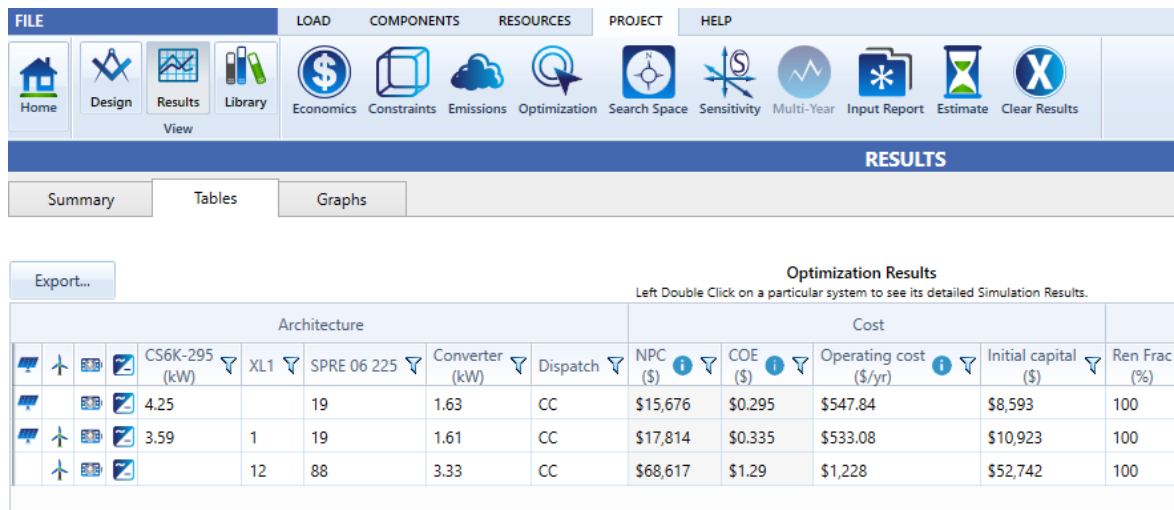 FILE LOAD COMPONENTS RESOURCES PROJECT HELP
Home Design Results Library Economics Constraints Emissions Optimization Search Space Sensitivity Multi-Year Input Report Estimate Clear Results
View
RESULTS
Summary Tables Graphs
Export...
Optimization Results
Left Double Click on a particular system to see its detailed Simulation Results.
Architecture Cost
CS6K-295 (kW) XL1 SPRE 06 225 Converter (kW) Dispatch NPC ($) COE ($) Operating cost ($/yr) Initial capital ($) Ren Frac (%)
4.25 19 1.63 CC $15,676 $0.295 $547.84 $8,593 100
3.59 1 19 1.61 CC $17,814 $0.335 $533.08 $10,923 100
12 88 3.33 CC $68,617 $1.29 $1,228 $52,742 100